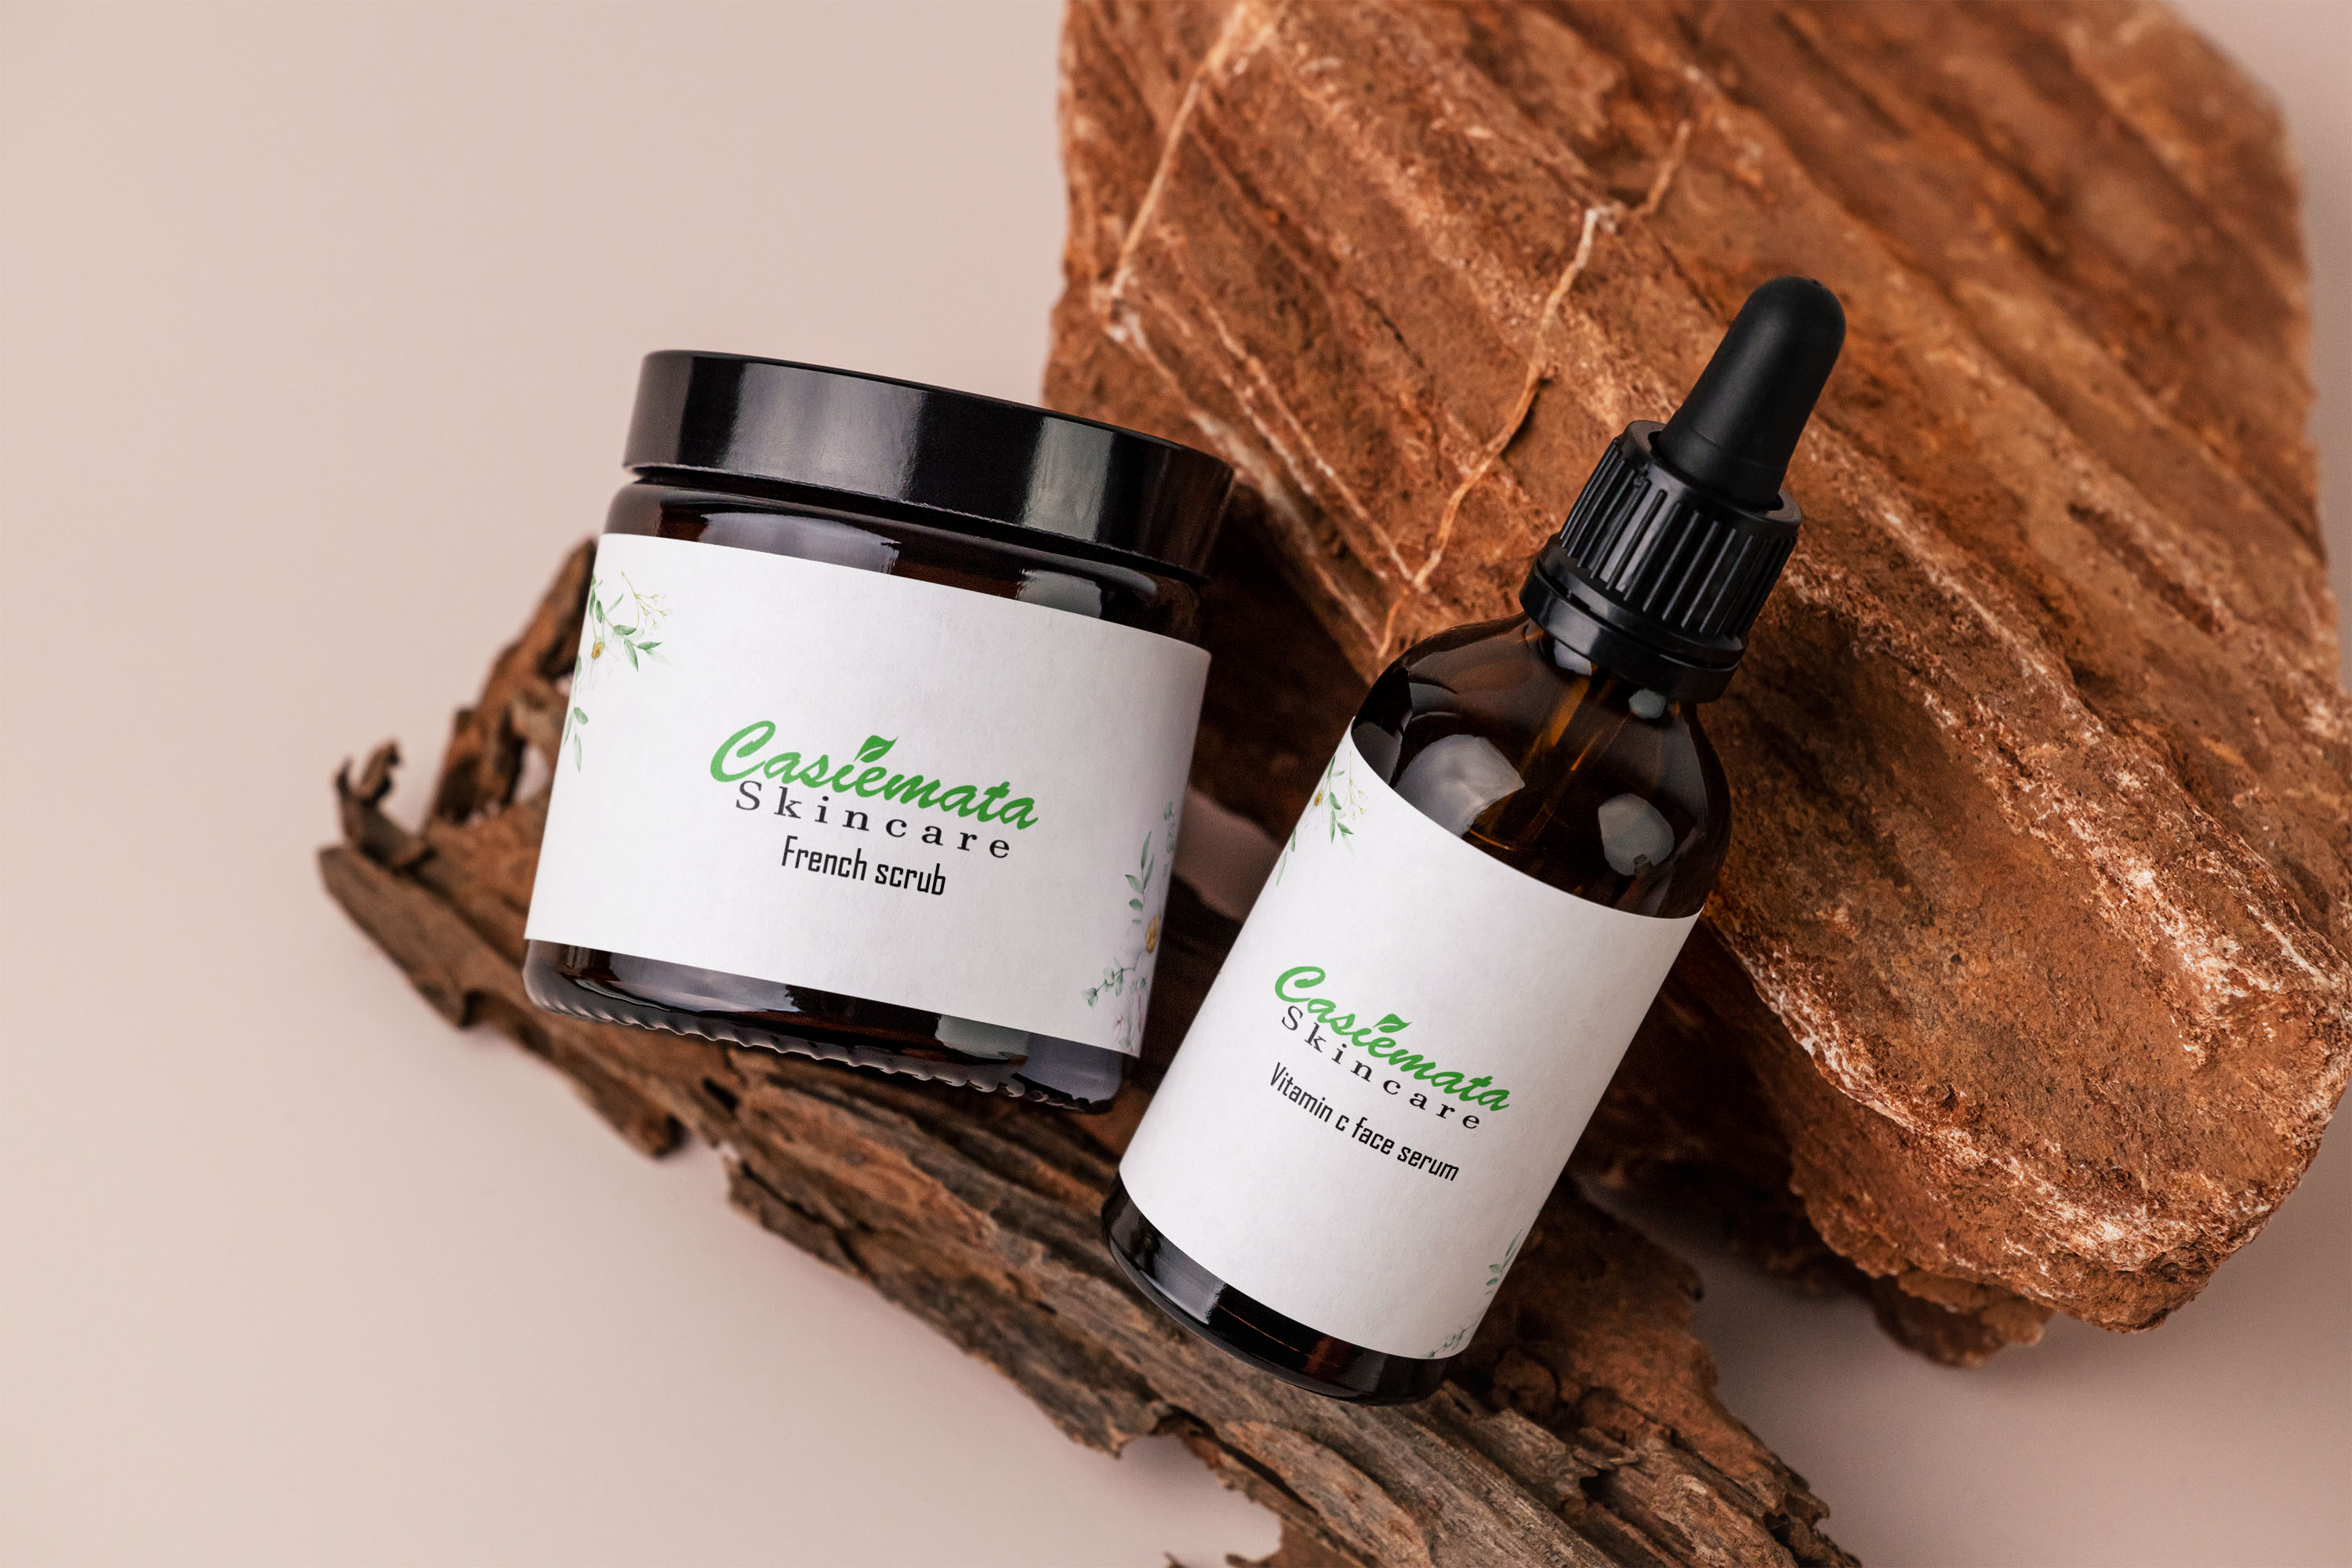 Casiemata
Skincare
French scrub
Casiemata
Skincare
Vitamin c face serum